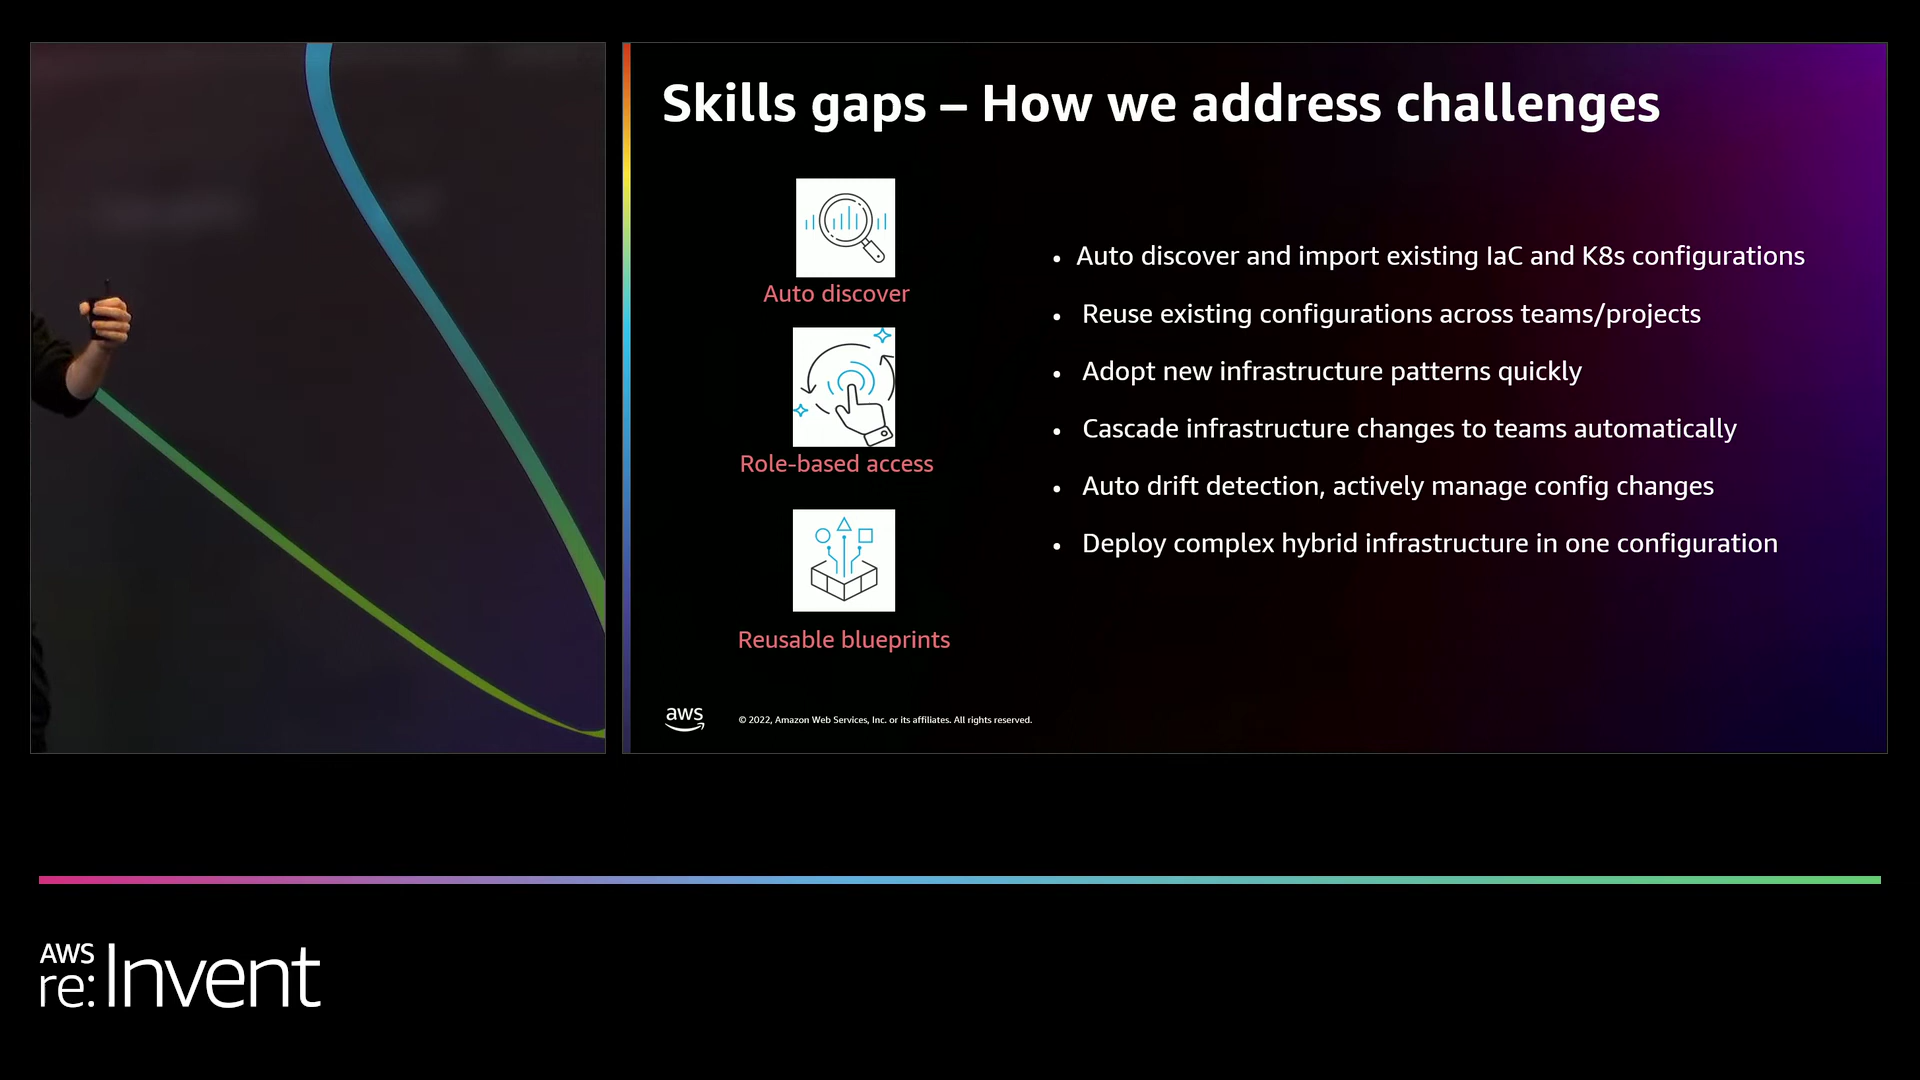 Skills gaps – How we address challenges
Auto discover
Role-based access
Reusable blueprints
• Auto discover and import existing IaC and K8s configurations
• Reuse existing configurations across teams/projects
• Adopt new infrastructure patterns quickly
• Cascade infrastructure changes to teams automatically
• Auto drift detection, actively manage config changes
• Deploy complex hybrid infrastructure in one configuration
aws
© 2022, Amazon Web Services, Inc. or its affiliates. All rights reserved.
AWS
re:Invent